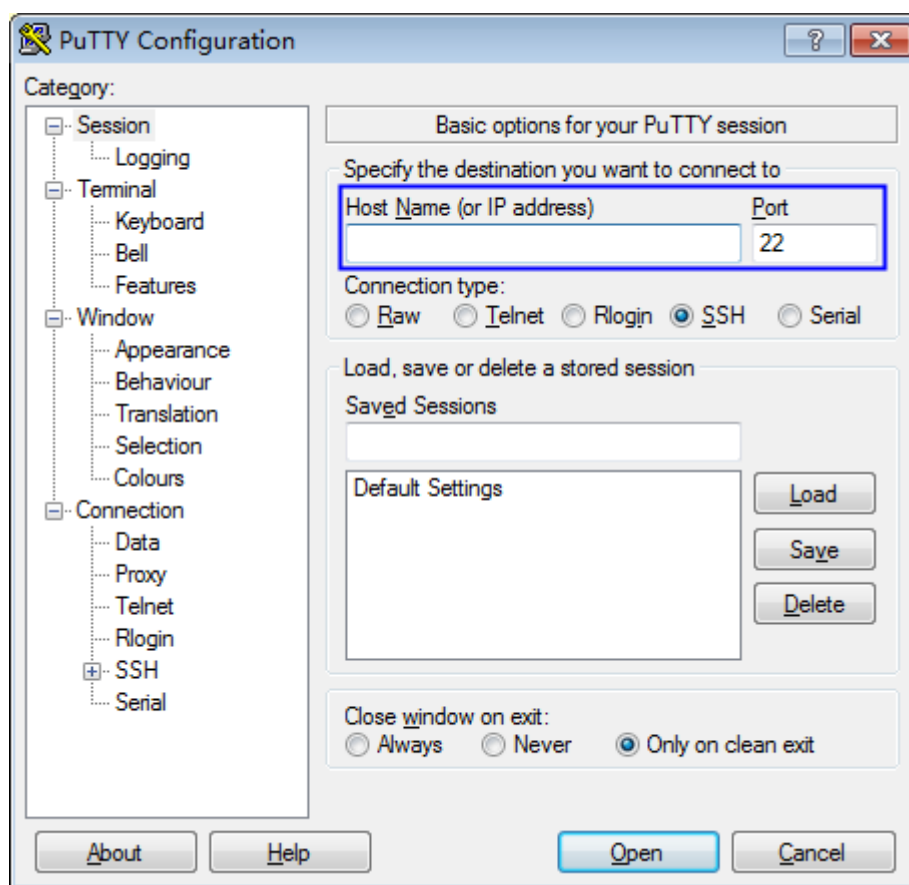 PuTTY Configuration
Category:
Session
Logging
Terminal
Keyboard
Bell
Features
Window
Appearance
Behaviour
Translation
Selection
Colours
Connection
Data
Proxy
Telnet
Rlogin
SSH
Serial
Basic options for your PuTTY session
Specify the destination you want to connect to
Host Name (or IP address) Port
22
Connection type:
Raw Telnet Rlogin SSH Serial
Load, save or delete a stored session
Saved Sessions
Default Settings
Load
Save
Delete
Close window on exit:
Always Never Only on clean exit
About Help Open Cancel